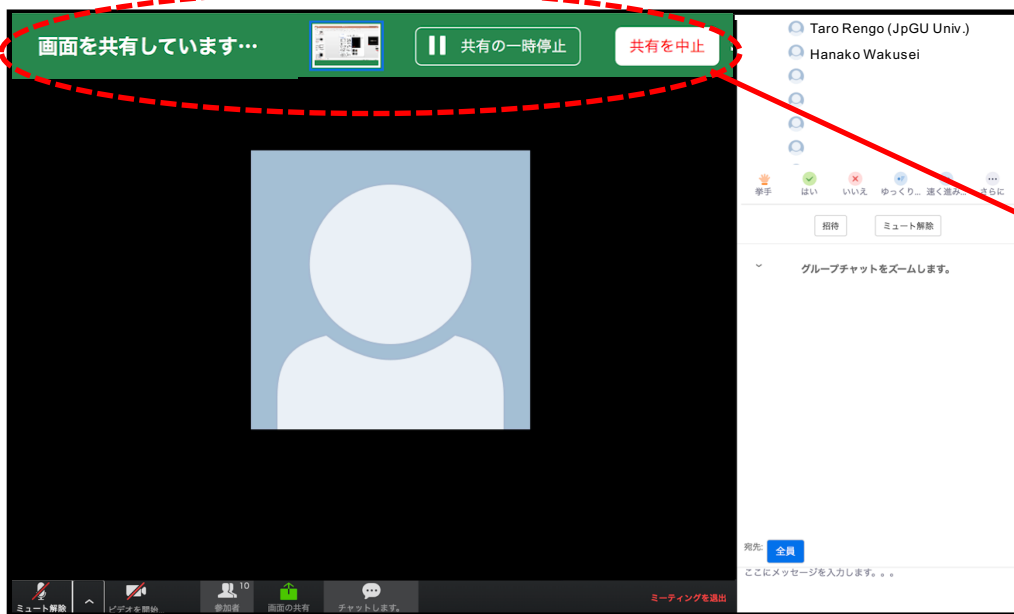 画面を共有しています…
共有の一時停止
共有を中止
Taro Rengo (JpGU Univ.)
Hanako Wakusei
挙手
はい
いいえ
ゆっくり...
速く進み...
さらに
招待
ミュート解除
グループチャットをズームします。
宛先:
全員
ここにメッセージを入力します。。。
ミュート解除
ビデオを開始
参加者
10
画面の共有
チャットします。
ミーティングを退出